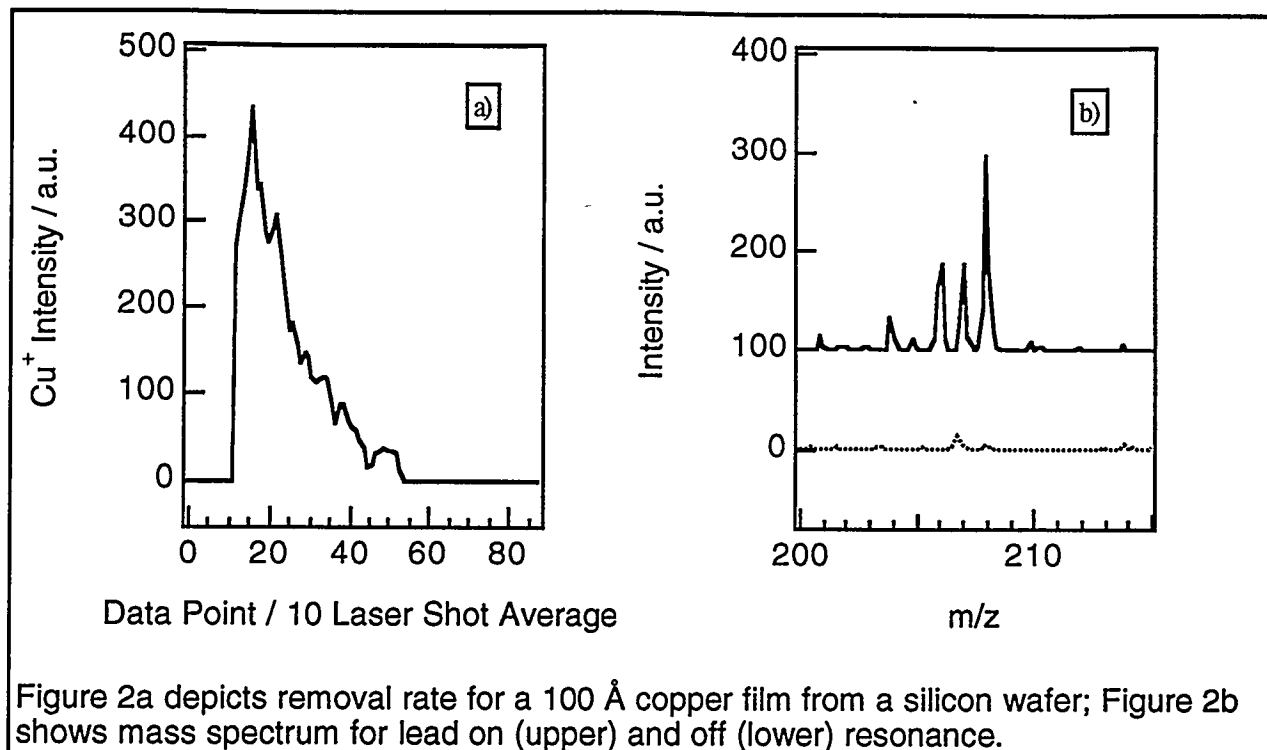 500
400
300
200
100
0
Cu+ Intensity / a.u.
a)
0 20 40 60 80
Data Point / 10 Laser Shot Average
400
300
200
100
0
Intensity / a.u.
b)
200 210
m/z
Figure 2a depicts removal rate for a 100 Å copper film from a silicon wafer; Figure 2b
shows mass spectrum for lead on (upper) and off (lower) resonance.